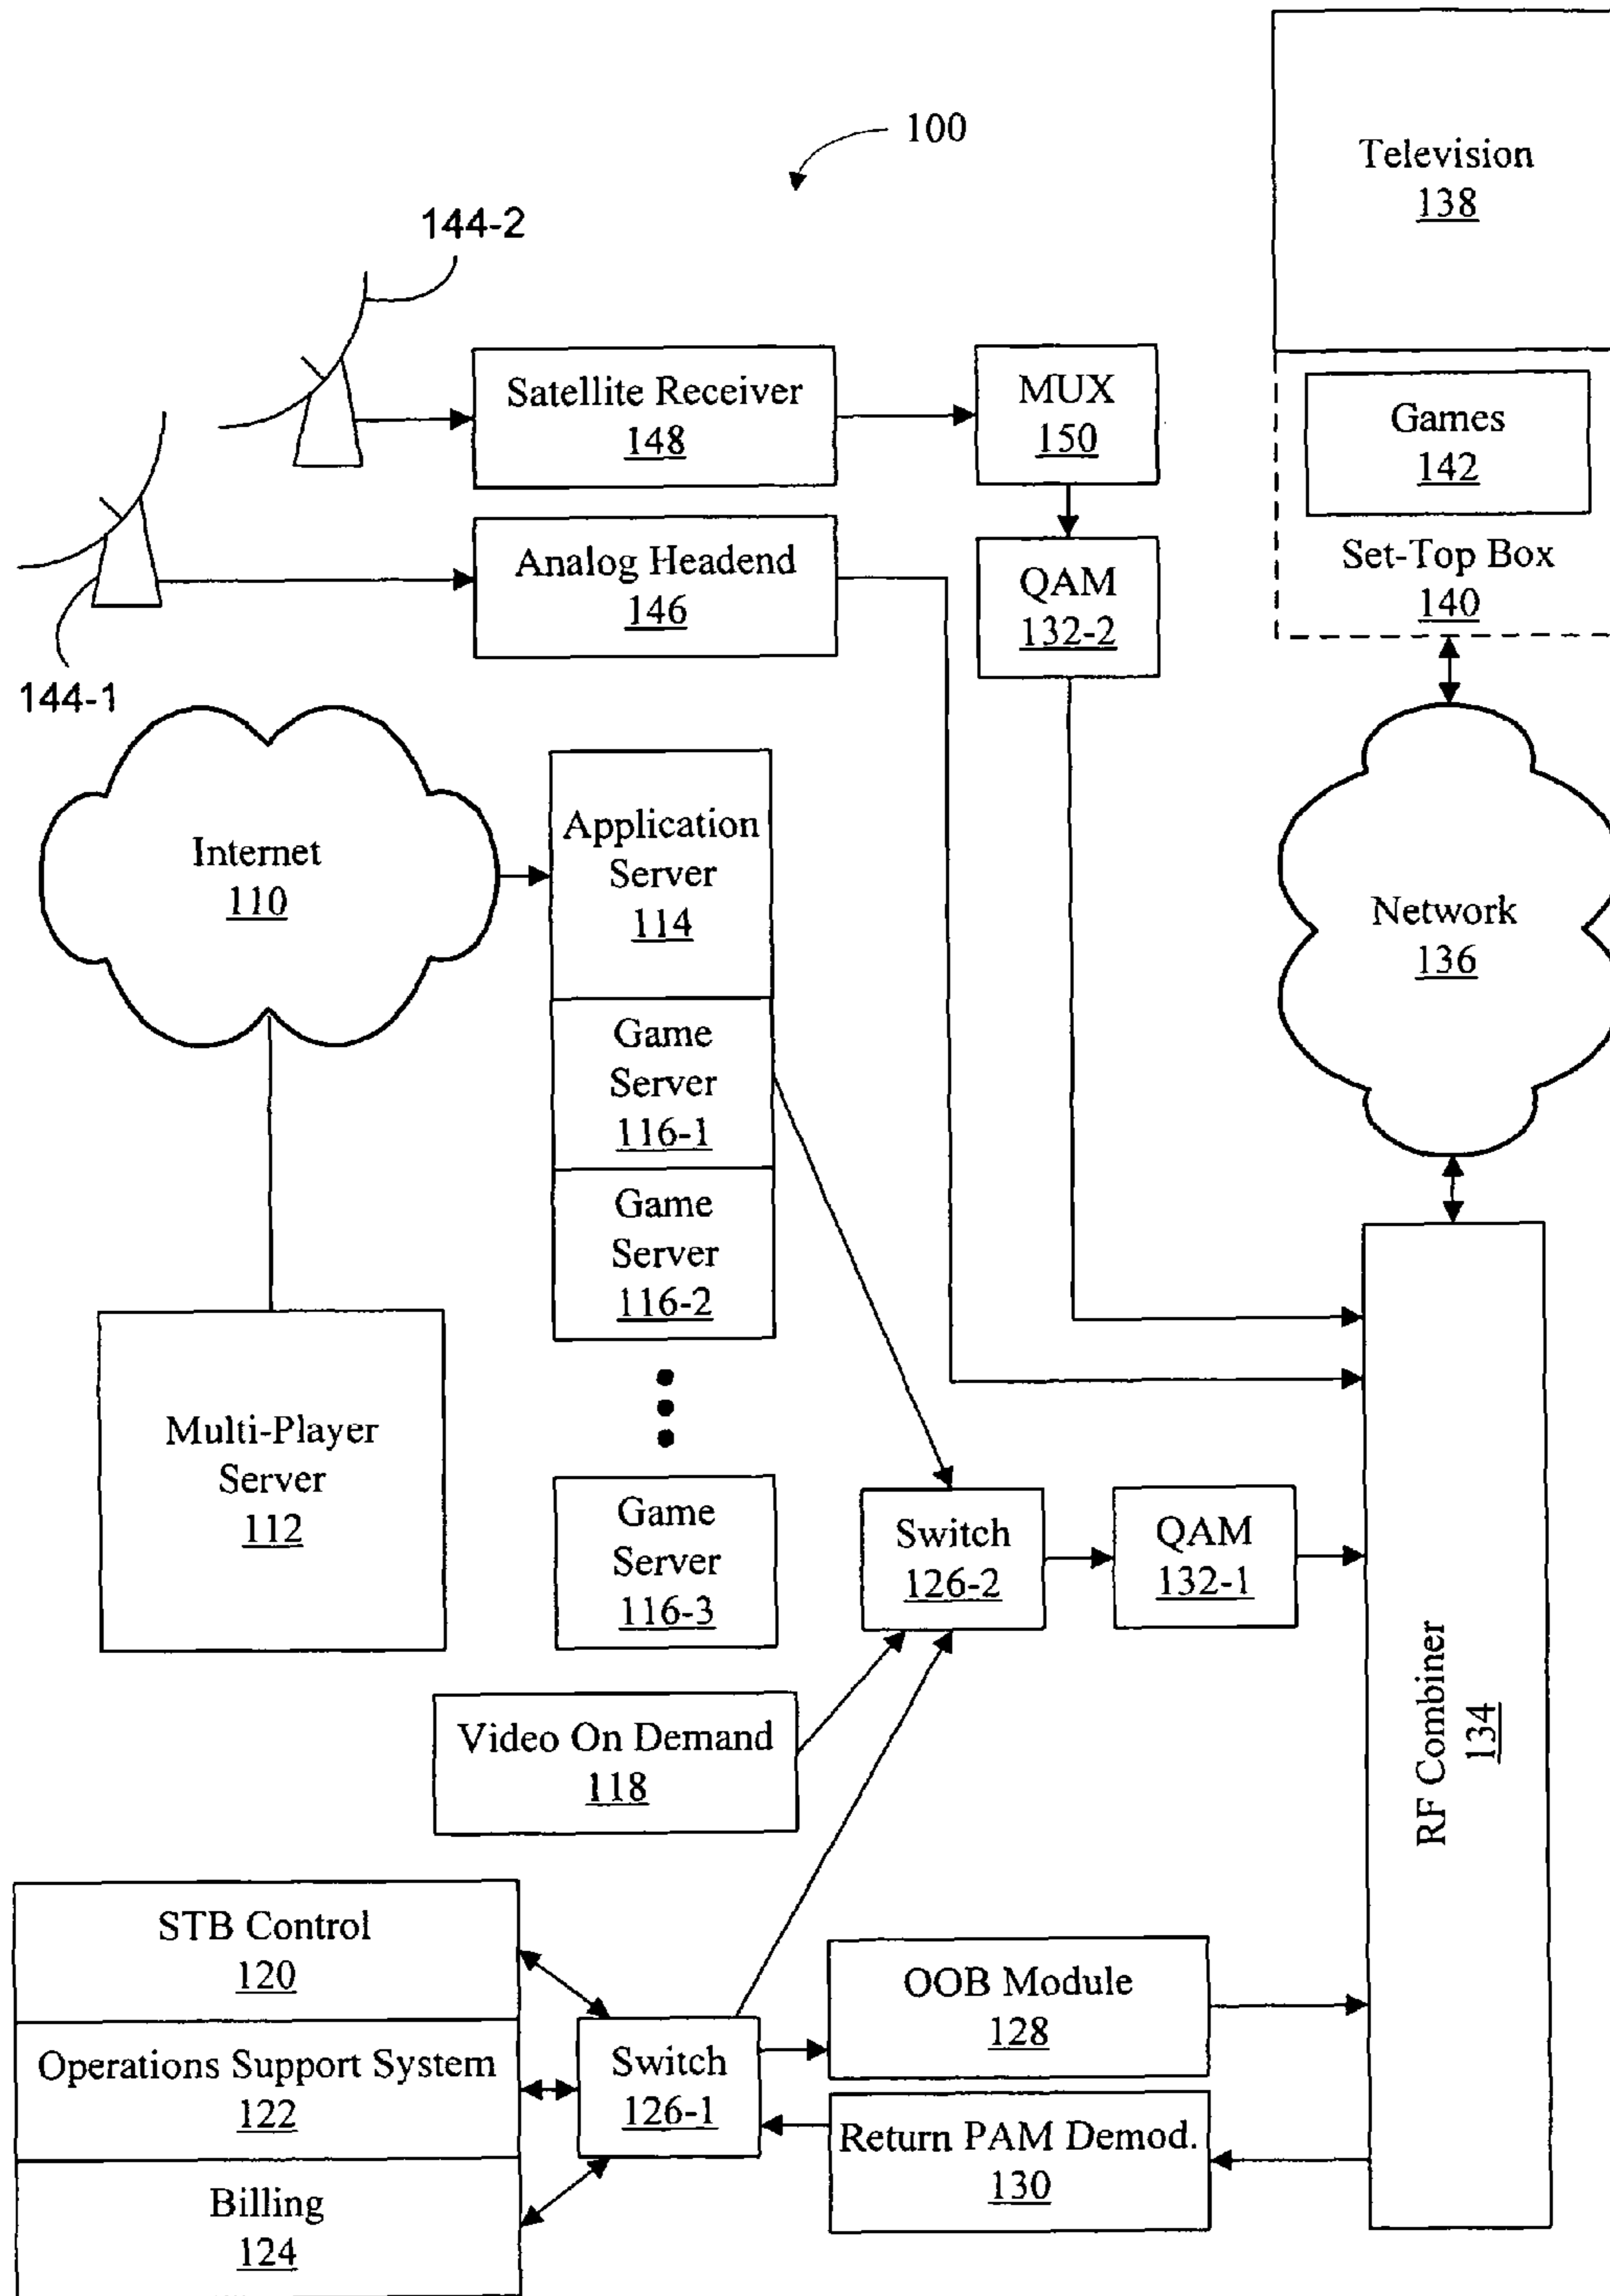 100
Television
138
144-2
Satellite Receiver
148
MUX
150
Games
142
Set-Top Box
140
Analog Headend
146
QAM
132-2
144-1
Internet
110
Application
Server
114
Network
136
Game
Server
116-1
Game
Server
116-2
Multi-Player
Server
112
Game
Server
116-3
Switch
126-2
QAM
132-1
RF Combiner
134
Video On Demand
118
STB Control
120
Operations Support System
122
Billing
124
Switch
126-1
OOB Module
128
Return PAM Demod.
130